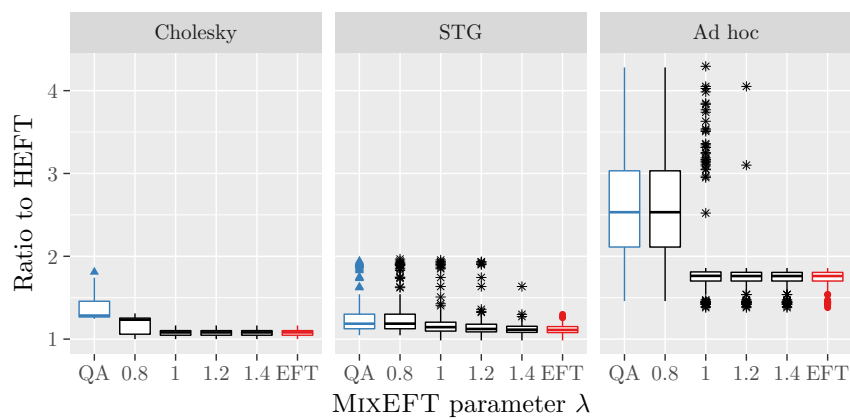 Cholesky STG Ad hoc
Ratio to HEFT
4
3
2
1
QA 0.8 1 1.2 1.4 EFT QA 0.8 1 1.2 1.4 EFT QA 0.8 1 1.2 1.4 EFT
MIXEFT parameter λ